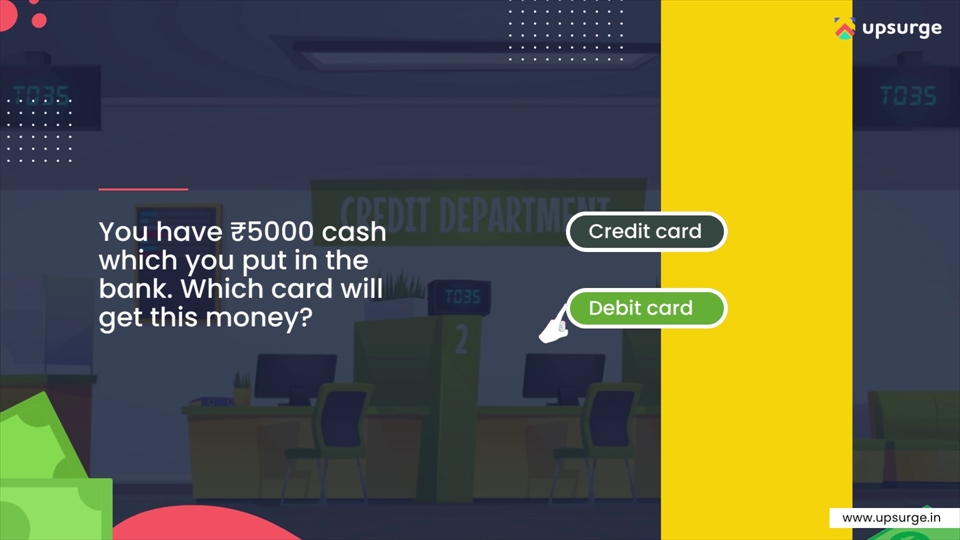 upsurge
T035
T035
CREDIT DEPARTMENT
You have ₹5000 cash
which you put in the
bank. Which card will
get this money?
Credit card
Debit card
T035
2
www.upsurge.in